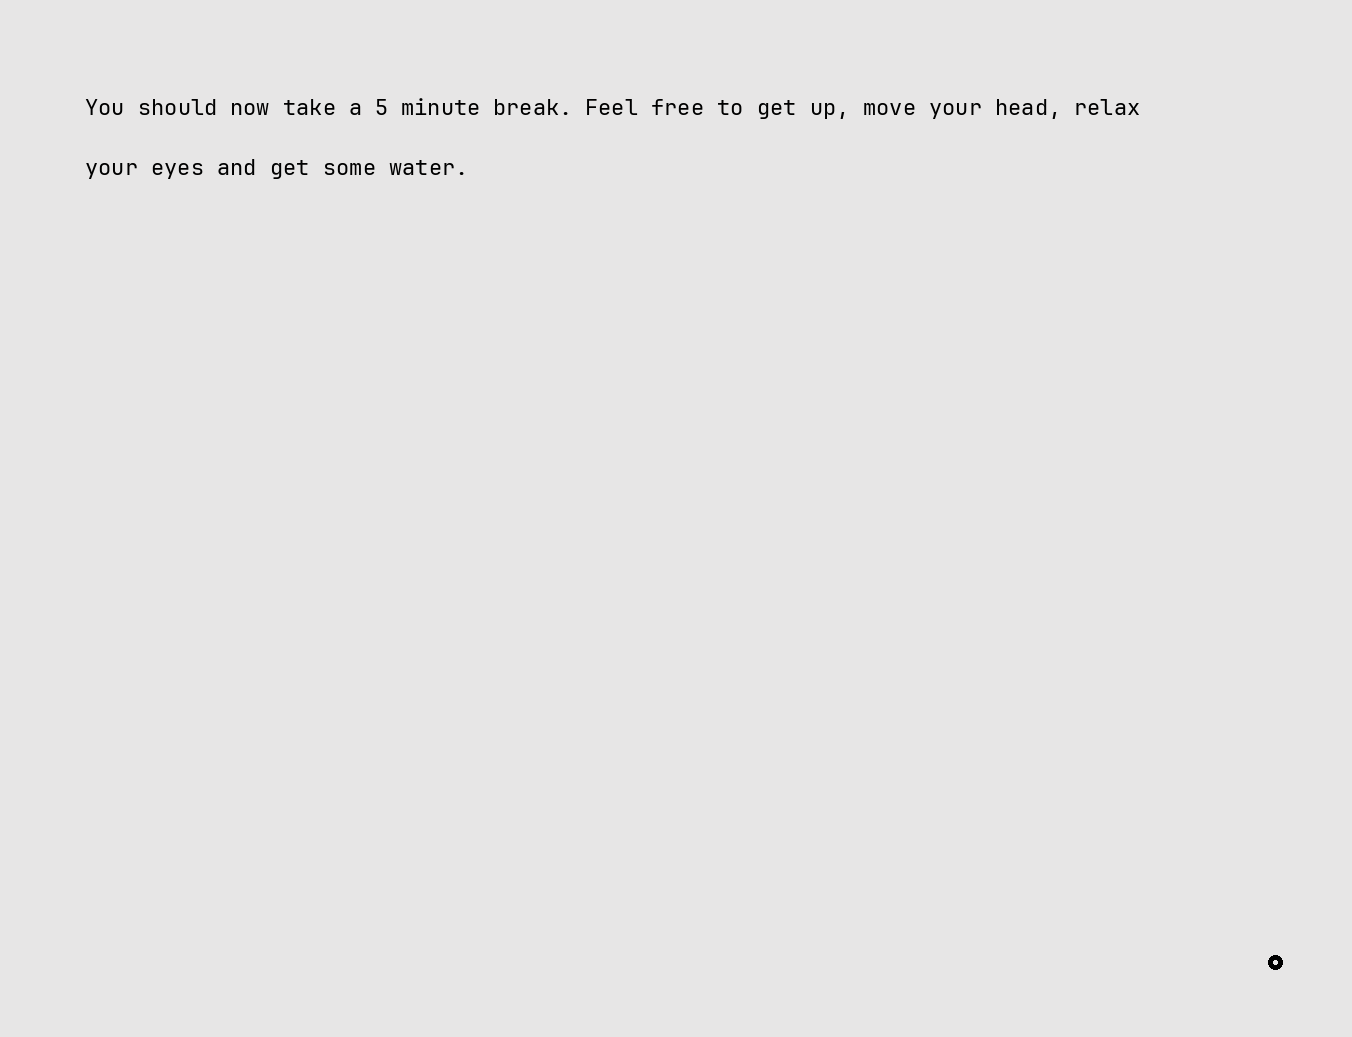 You should now take a 5 minute break. Feel free to get up, move your head, relax
your eyes and get some water.